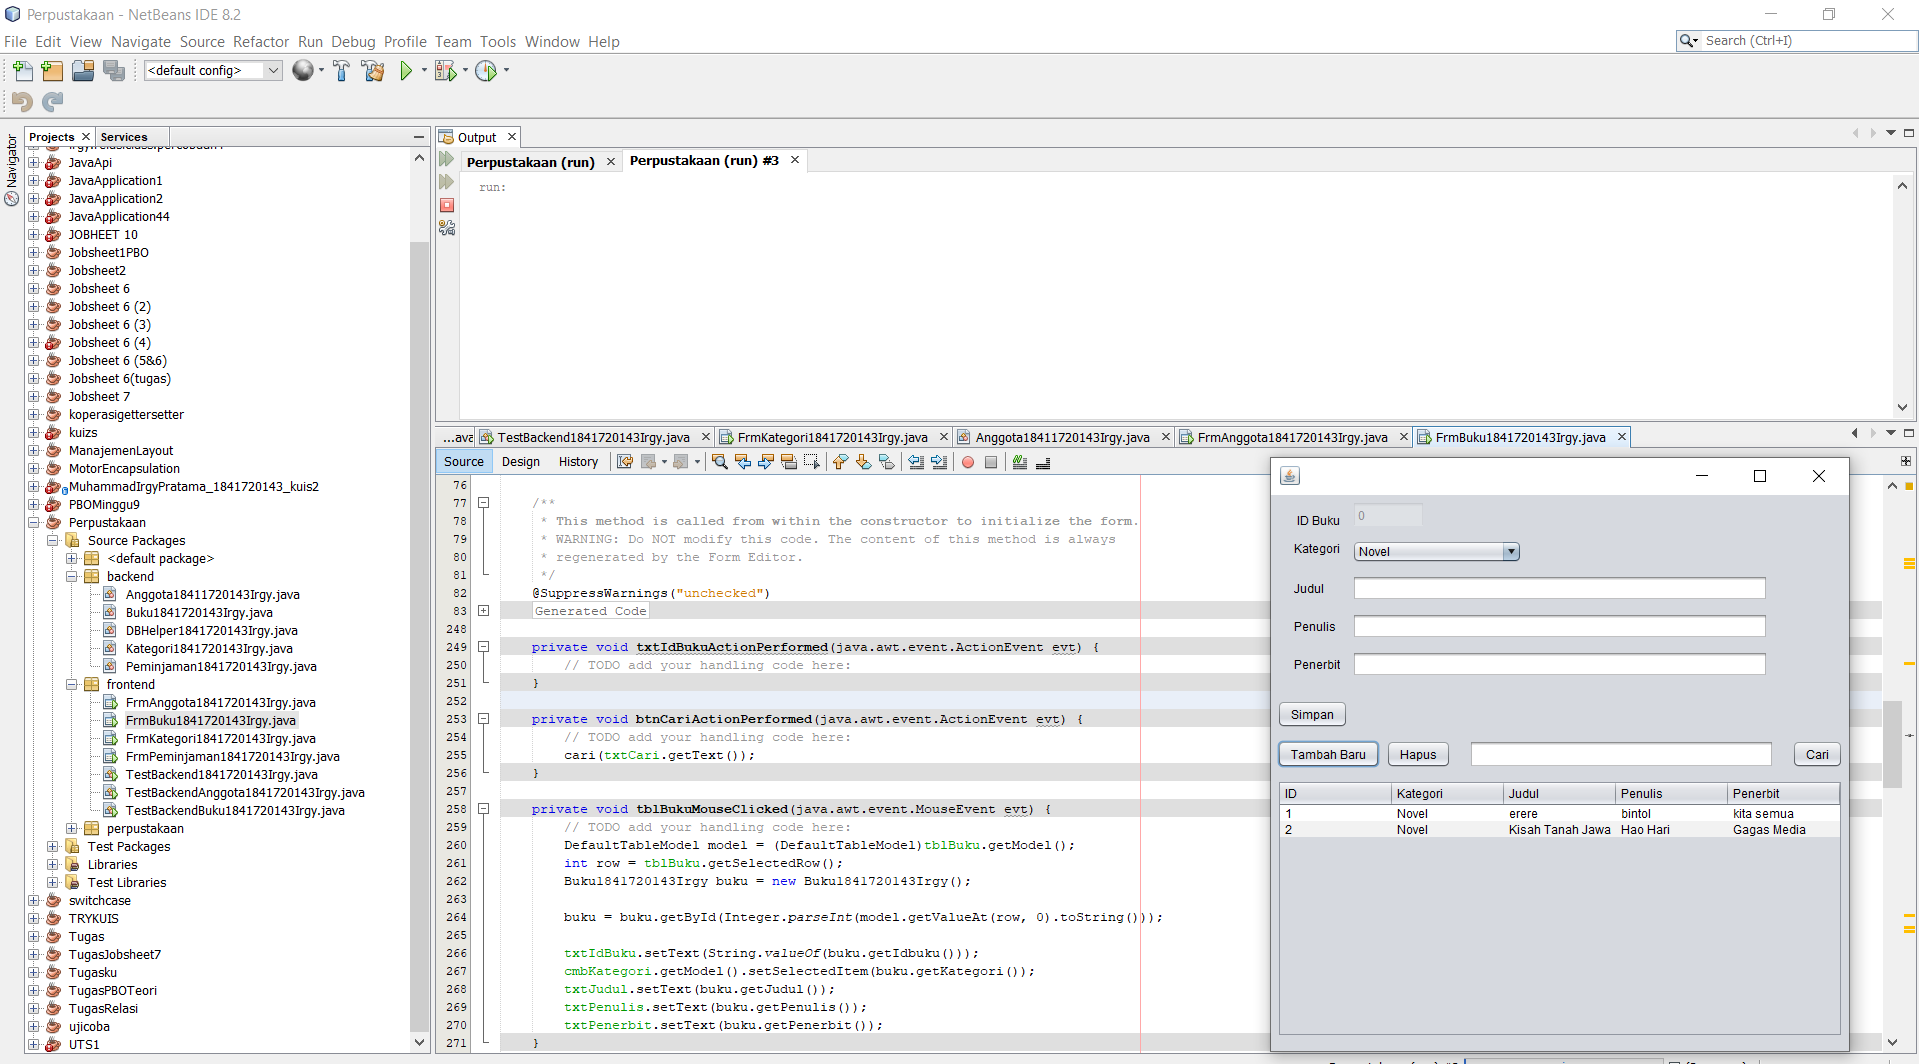 Perpustakaan - NetBeans IDE 8.2
File Edit View Navigate Source Refactor Run Debug Profile Team Tools Window Help
Search (Ctrl+I)
<default config>
Navigator
Projects
Services
JavaApi
JavaApplication1
JavaApplication2
JavaApplication44
JOBHEET 10
Jobsheet1PBO
Jobsheet2
Jobsheet 6
Jobsheet 6 (2)
Jobsheet 6 (3)
Jobsheet 6 (4)
Jobsheet 6 (5&6)
Jobsheet 6(tugas)
Jobsheet 7
koperasigettersetter
kuizs
ManajemenLayout
MotorEncapsulation
MuhammadIrgyPratama_1841720143_kuis2
PBOMinggu9
Perpustakaan
Source Packages
<default package>
backend
Anggota18411720143Irgy.java
Buku1841720143Irgy.java
DBHelper1841720143Irgy.java
Kategori1841720143Irgy.java
Peminjaman1841720143Irgy.java
frontend
FrmAnggota1841720143Irgy.java
FrmBuku1841720143Irgy.java
FrmKategori1841720143Irgy.java
FrmPeminjaman1841720143Irgy.java
TestBackend1841720143Irgy.java
TestBackendAnggota1841720143Irgy.java
TestBackendBuku1841720143Irgy.java
perpustakaan
Test Packages
Libraries
Test Libraries
switchcase
TRYKUIS
Tugas
TugasJobsheet7
Tugasku
TugasPBOTeori
TugasRelasi
ujicoba
UTS1
Output
Perpustakaan (run)
Perpustakaan (run) #3
run:
...ava
TestBackend1841720143Irgy.java
FrmKategori1841720143Irgy.java
Anggota18411720143Irgy.java
FrmAnggota1841720143Irgy.java
FrmBuku1841720143Irgy.java
Source Design History
76
77 /**
78 * This method is called from within the constructor to initialize the form.
79 * WARNING: Do NOT modify this code. The content of this method is always
80 * regenerated by the Form Editor.
81 */
82 @SuppressWarnings("unchecked")
83 Generated Code
248
249 private void txtIdBukuActionPerformed(java.awt.event.ActionEvent evt) {
250 // TODO add your handling code here:
251 }
252
253 private void btnCariActionPerformed(java.awt.event.ActionEvent evt) {
254 // TODO add your handling code here:
255 cari(txtCari.getText());
256 }
257
258 private void tblBukuMouseClicked(java.awt.event.MouseEvent evt) {
259 // TODO add your handling code here:
260 DefaultTableModel model = (DefaultTableModel)tblBuku.getModel();
261 int row = tblBuku.getSelectedRow();
262 Buku1841720143Irgy buku = new Buku1841720143Irgy();
263
264 buku = buku.getById(Integer.parseInt(model.getValueAt(row, 0).toString()));
265
266 txtIdBuku.setText(String.valueOf(buku.getIdbuku()));
267 cmbKategori.getModel().setSelectedItem(buku.getKategori());
268 txtJudul.setText(buku.getJudul());
269 txtPenulis.setText(buku.getPenulis());
270 txtPenerbit.setText(buku.getPenerbit());
271 }
ID Buku 0
Kategori Novel
Judul
Penulis
Penerbit
Simpan
Tambah Baru Hapus Cari
ID Kategori Judul Penulis Penerbit
1 Novel erere bintol kita semua
2 Novel Kisah Tanah Jawa Hao Hari Gagas Media